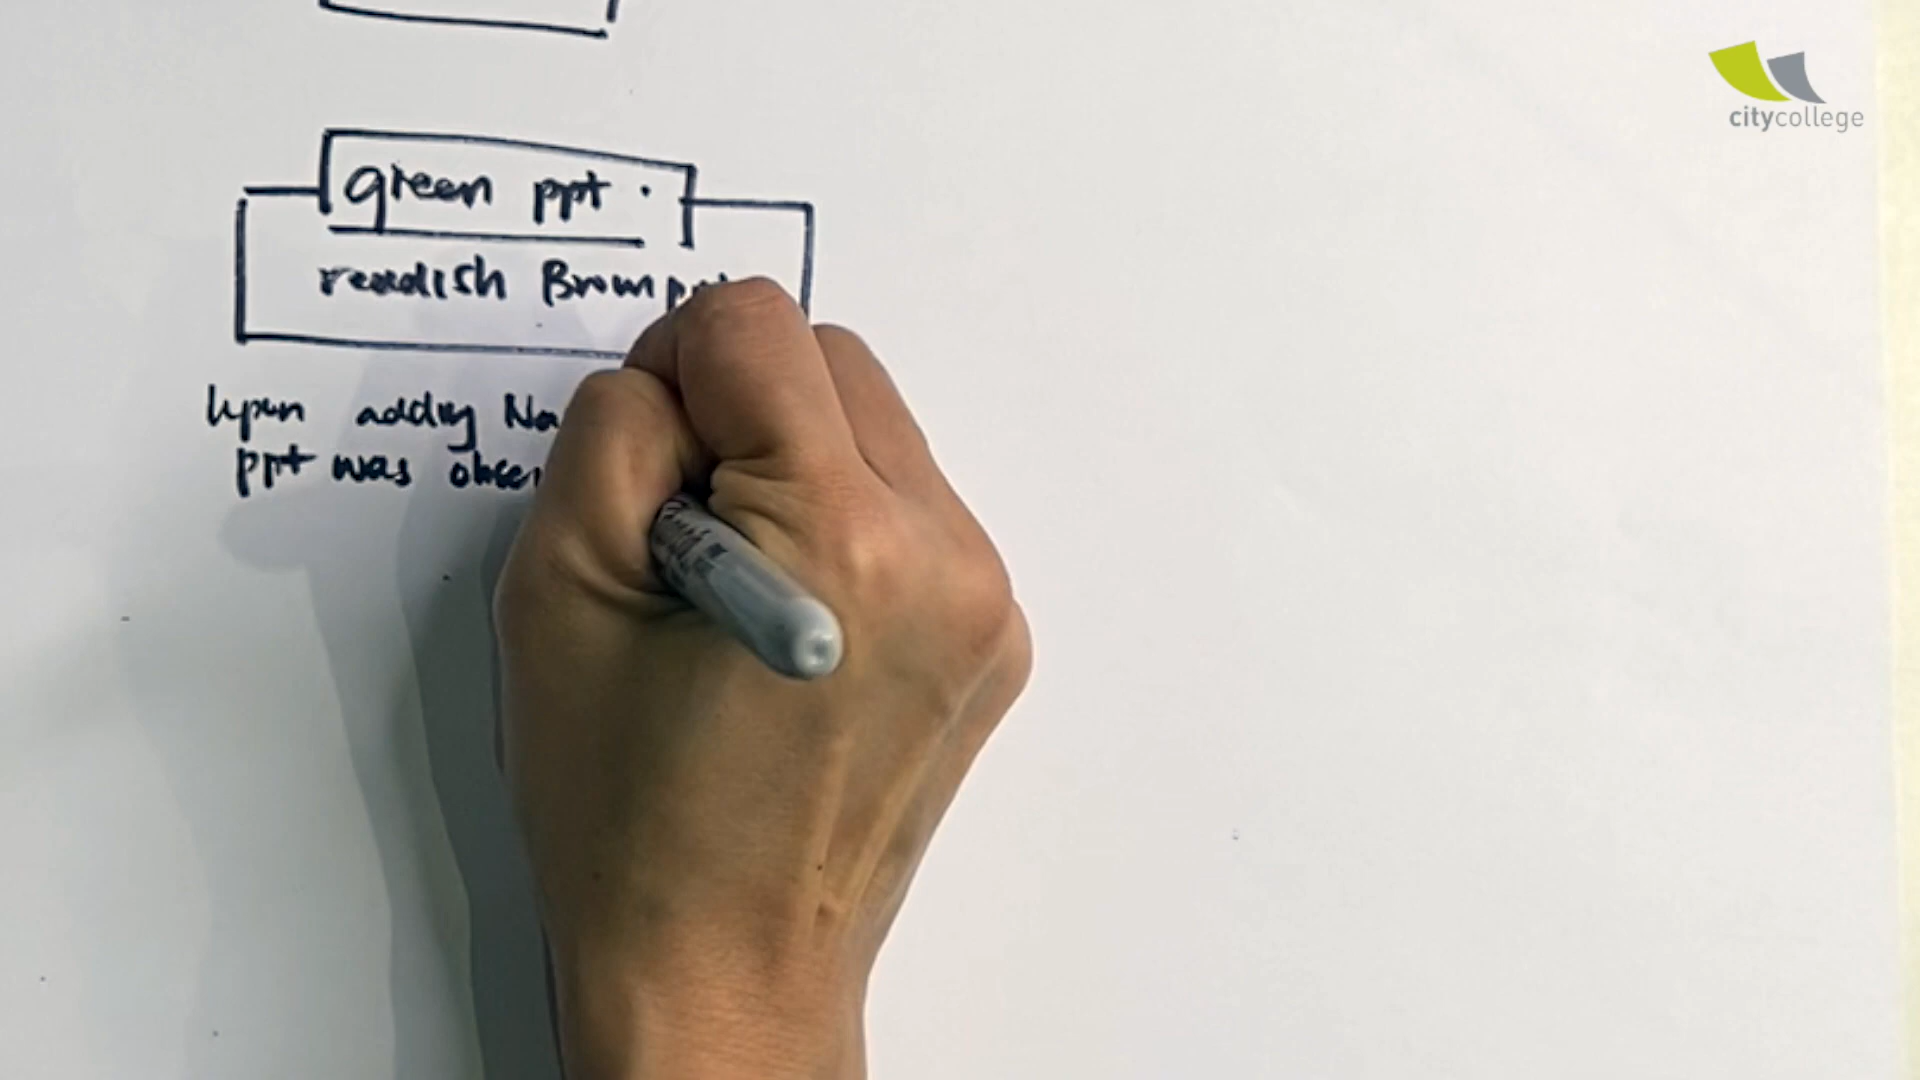 green ppt.
reddish Brown
Upon adding
ppt was
citycollege